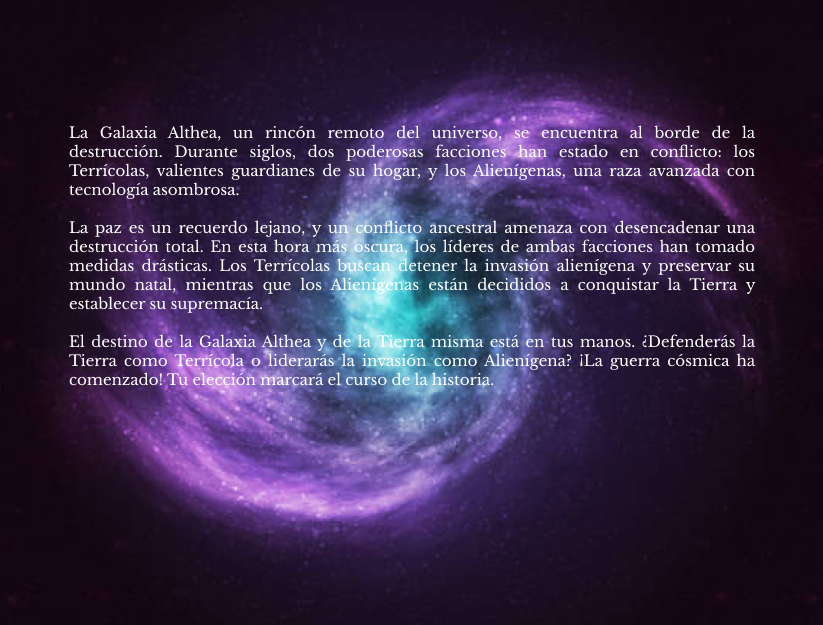 La Galaxia Althea, un rincón remoto del universo, se encuentra al borde de la
destrucción. Durante siglos, dos poderosas facciones han estado en conflicto: los
Terrícolas, valientes guardianes de su hogar, y los Alienígenas, una raza avanzada con
tecnología asombrosa.
La paz es un recuerdo lejano, y un conflicto ancestral amenaza con desencadenar una
destrucción total. En esta hora más oscura, los líderes de ambas facciones han tomado
medidas drásticas. Los Terrícolas buscan detener la invasión alienígena y preservar su
mundo natal, mientras que los Alienígenas están decididos a conquistar la Tierra y
establecer su supremacía.
El destino de la Galaxia Althea y de la Tierra misma está en tus manos. ¿Defenderás la
Tierra como Terrícola o liderarás la invasión como Alienígena? ¡La guerra cósmica ha
comenzado! Tu elección marcará el curso de la historia.